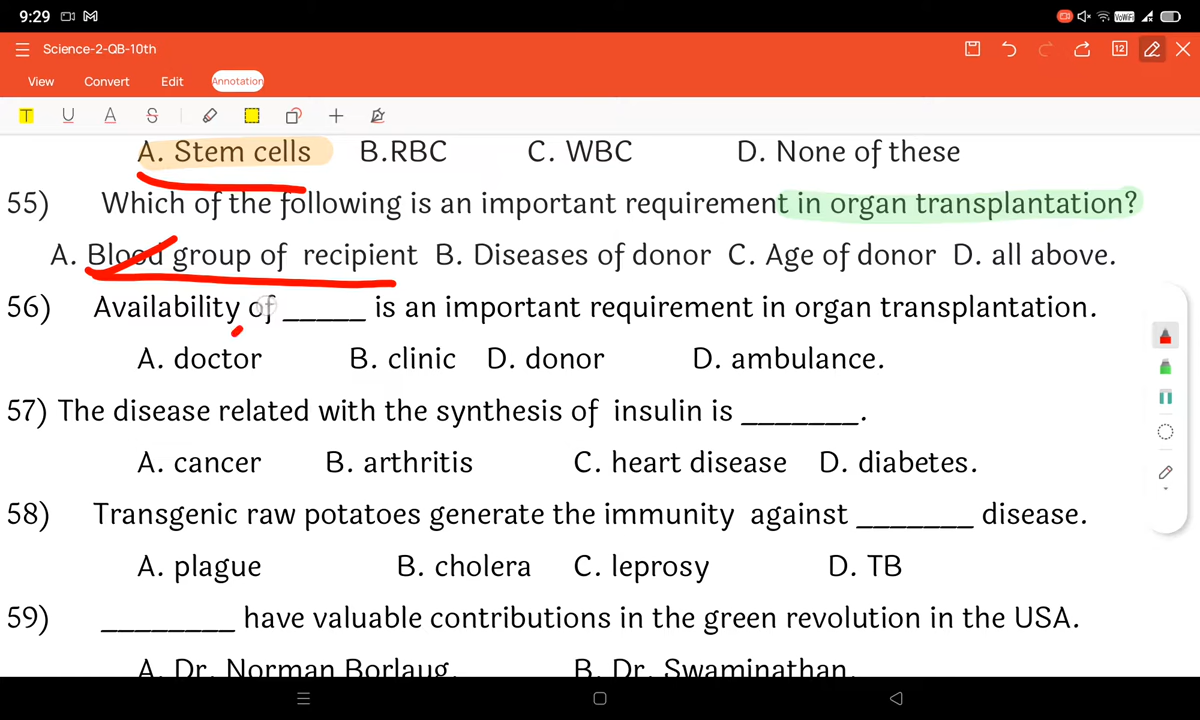 9:29
VoWiFi
Science-2-QB-10th
12
View Convert Edit Annotation
T U A S
A. Stem cells B.RBC C. WBC D. None of these
55) Which of the following is an important requirement in organ transplantation?
A. Blood group of recipient B. Diseases of donor C. Age of donor D. all above.
56) Availability of _____ is an important requirement in organ transplantation.
A. doctor B. clinic D. donor D. ambulance.
57) The disease related with the synthesis of insulin is _______.
A. cancer B. arthritis C. heart disease D. diabetes.
58) Transgenic raw potatoes generate the immunity against _______ disease.
A. plague B. cholera C. leprosy D. TB
59) ________ have valuable contributions in the green revolution in the USA.
A. Dr. Norman Borlaug. B. Dr. Swaminathan.